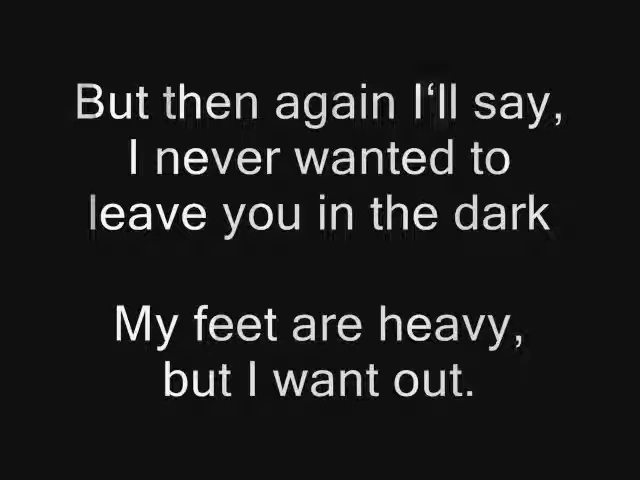 But then again I‘ll say,
I never wanted to
leave you in the dark
My feet are heavy,
but I want out.